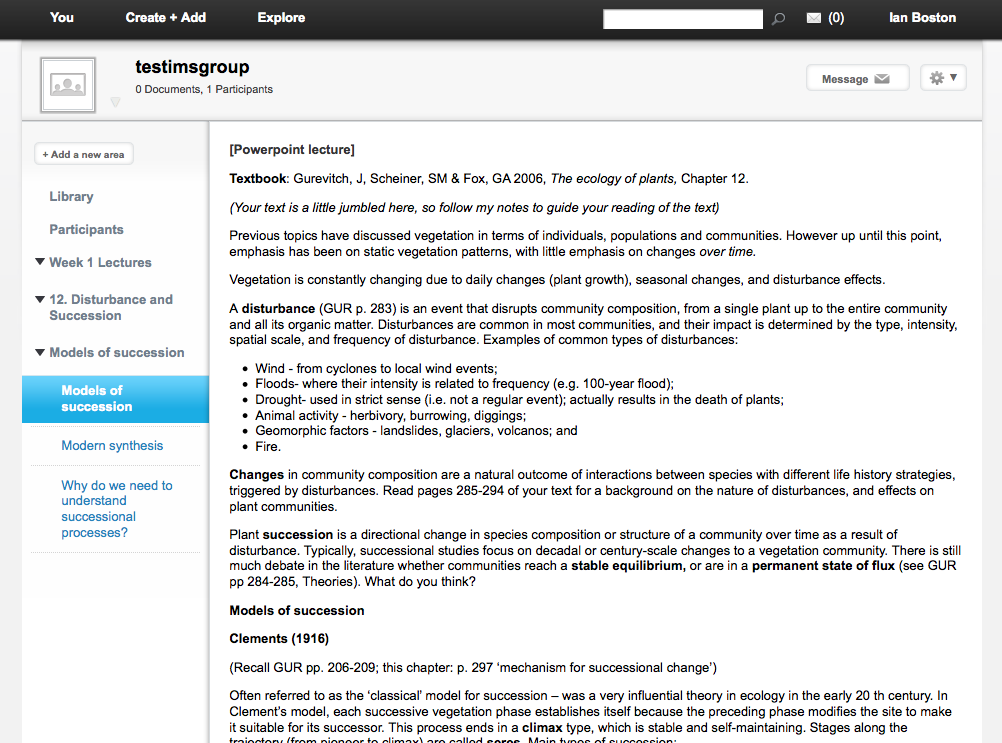 You Create + Add Explore (0) Ian Boston
testimsgroup
0 Documents, 1 Participants
Message
+ Add a new area
Library
Participants
Week 1 Lectures
12. Disturbance and
Succession
Models of succession
Models of
succession
Modern synthesis
Why do we need to
understand
successional
processes?
[Powerpoint lecture]
Textbook: Gurevitch, J, Scheiner, SM & Fox, GA 2006, The ecology of plants, Chapter 12.
(Your text is a little jumbled here, so follow my notes to guide your reading of the text)
Previous topics have discussed vegetation in terms of individuals, populations and communities. However up until this point,
emphasis has been on static vegetation patterns, with little emphasis on changes over time.
Vegetation is constantly changing due to daily changes (plant growth), seasonal changes, and disturbance effects.
A disturbance (GUR p. 283) is an event that disrupts community composition, from a single plant up to the entire community
and all its organic matter. Disturbances are common in most communities, and their impact is determined by the type, intensity,
spatial scale, and frequency of disturbance. Examples of common types of disturbances:
• Wind - from cyclones to local wind events;
• Floods- where their intensity is related to frequency (e.g. 100-year flood);
• Drought- used in strict sense (i.e. not a regular event); actually results in the death of plants;
• Animal activity - herbivory, burrowing, diggings;
• Geomorphic factors - landslides, glaciers, volcanos; and
• Fire.
Changes in community composition are a natural outcome of interactions between species with different life history strategies,
triggered by disturbances. Read pages 285-294 of your text for a background on the nature of disturbances, and effects on
plant communities.
Plant succession is a directional change in species composition or structure of a community over time as a result of
disturbance. Typically, successional studies focus on decadal or century-scale changes to a vegetation community. There is still
much debate in the literature whether communities reach a stable equilibrium, or are in a permanent state of flux (see GUR
pp 284-285, Theories). What do you think?
Models of succession
Clements (1916)
(Recall GUR pp. 206-209; this chapter: p. 297 ‘mechanism for successional change’)
Often referred to as the ‘classical’ model for succession – was a very influential theory in ecology in the early 20 th century. In
Clement’s model, each successive vegetation phase establishes itself because the preceding phase modifies the site to make
it suitable for its successor. This process ends in a climax type, which is stable and self-maintaining. Stages along the
trajectory (from pioneer to climax) are called seres. Main types of succession: